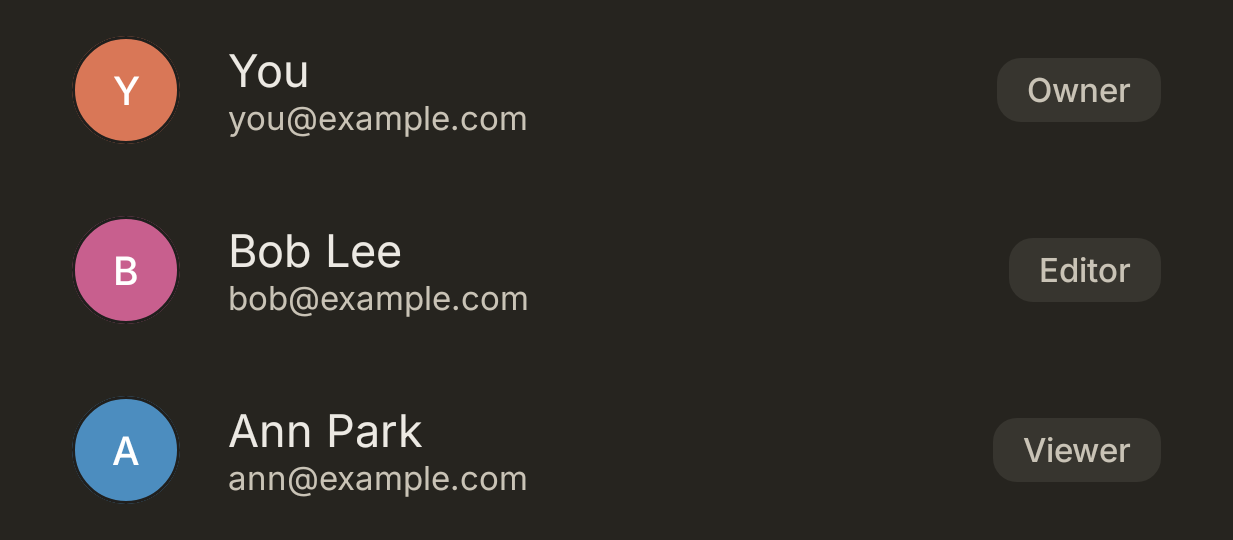 Y
You
you@example.com
Owner
B
Bob Lee
bob@example.com
Editor
A
Ann Park
ann@example.com
Viewer